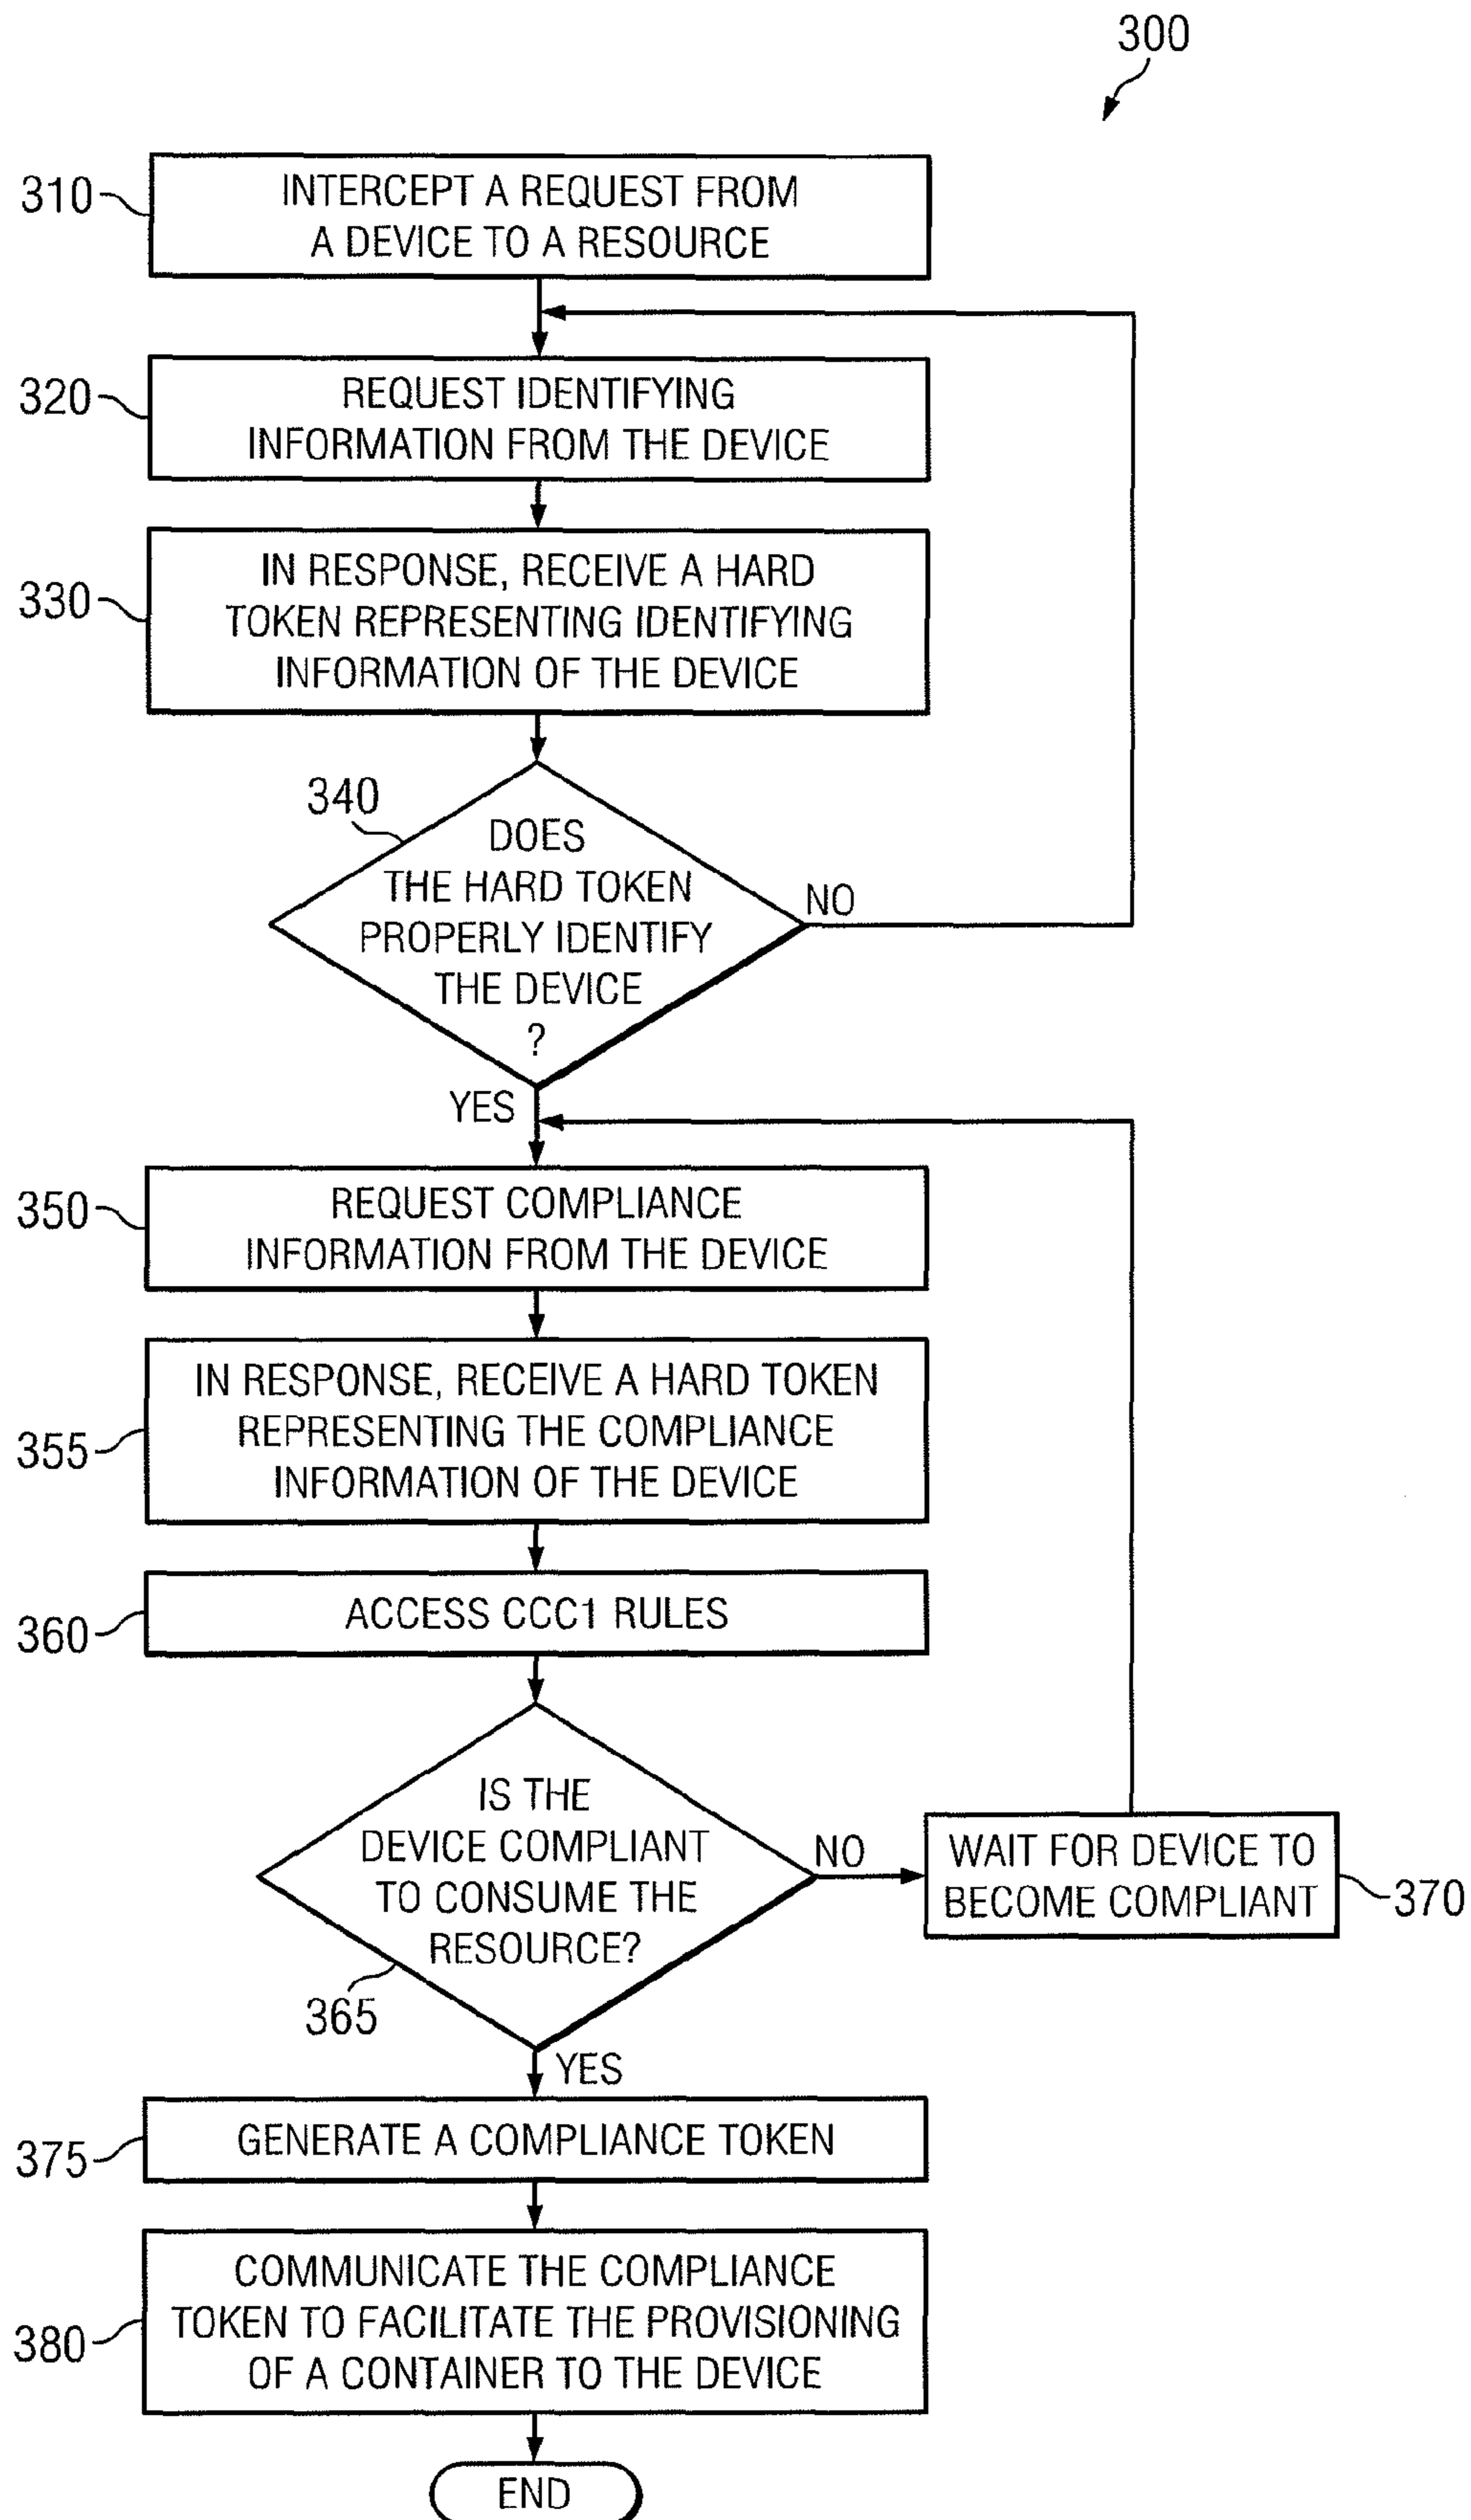 300
310
INTERCEPT A REQUEST FROM
A DEVICE TO A RESOURCE
320
REQUEST IDENTIFYING
INFORMATION FROM THE DEVICE
330
IN RESPONSE, RECEIVE A HARD
TOKEN REPRESENTING IDENTIFYING
INFORMATION OF THE DEVICE
340
DOES
THE HARD TOKEN
PROPERLY IDENTIFY
THE DEVICE
?
NO
YES
350
REQUEST COMPLIANCE
INFORMATION FROM THE DEVICE
355
IN RESPONSE, RECEIVE A HARD TOKEN
REPRESENTING THE COMPLIANCE
INFORMATION OF THE DEVICE
360
ACCESS CCC1 RULES
IS THE
DEVICE COMPLIANT
TO CONSUME THE
RESOURCE?
365
NO
WAIT FOR DEVICE TO
BECOME COMPLIANT
370
YES
375
GENERATE A COMPLIANCE TOKEN
380
COMMUNICATE THE COMPLIANCE
TOKEN TO FACILITATE THE PROVISIONING
OF A CONTAINER TO THE DEVICE
END